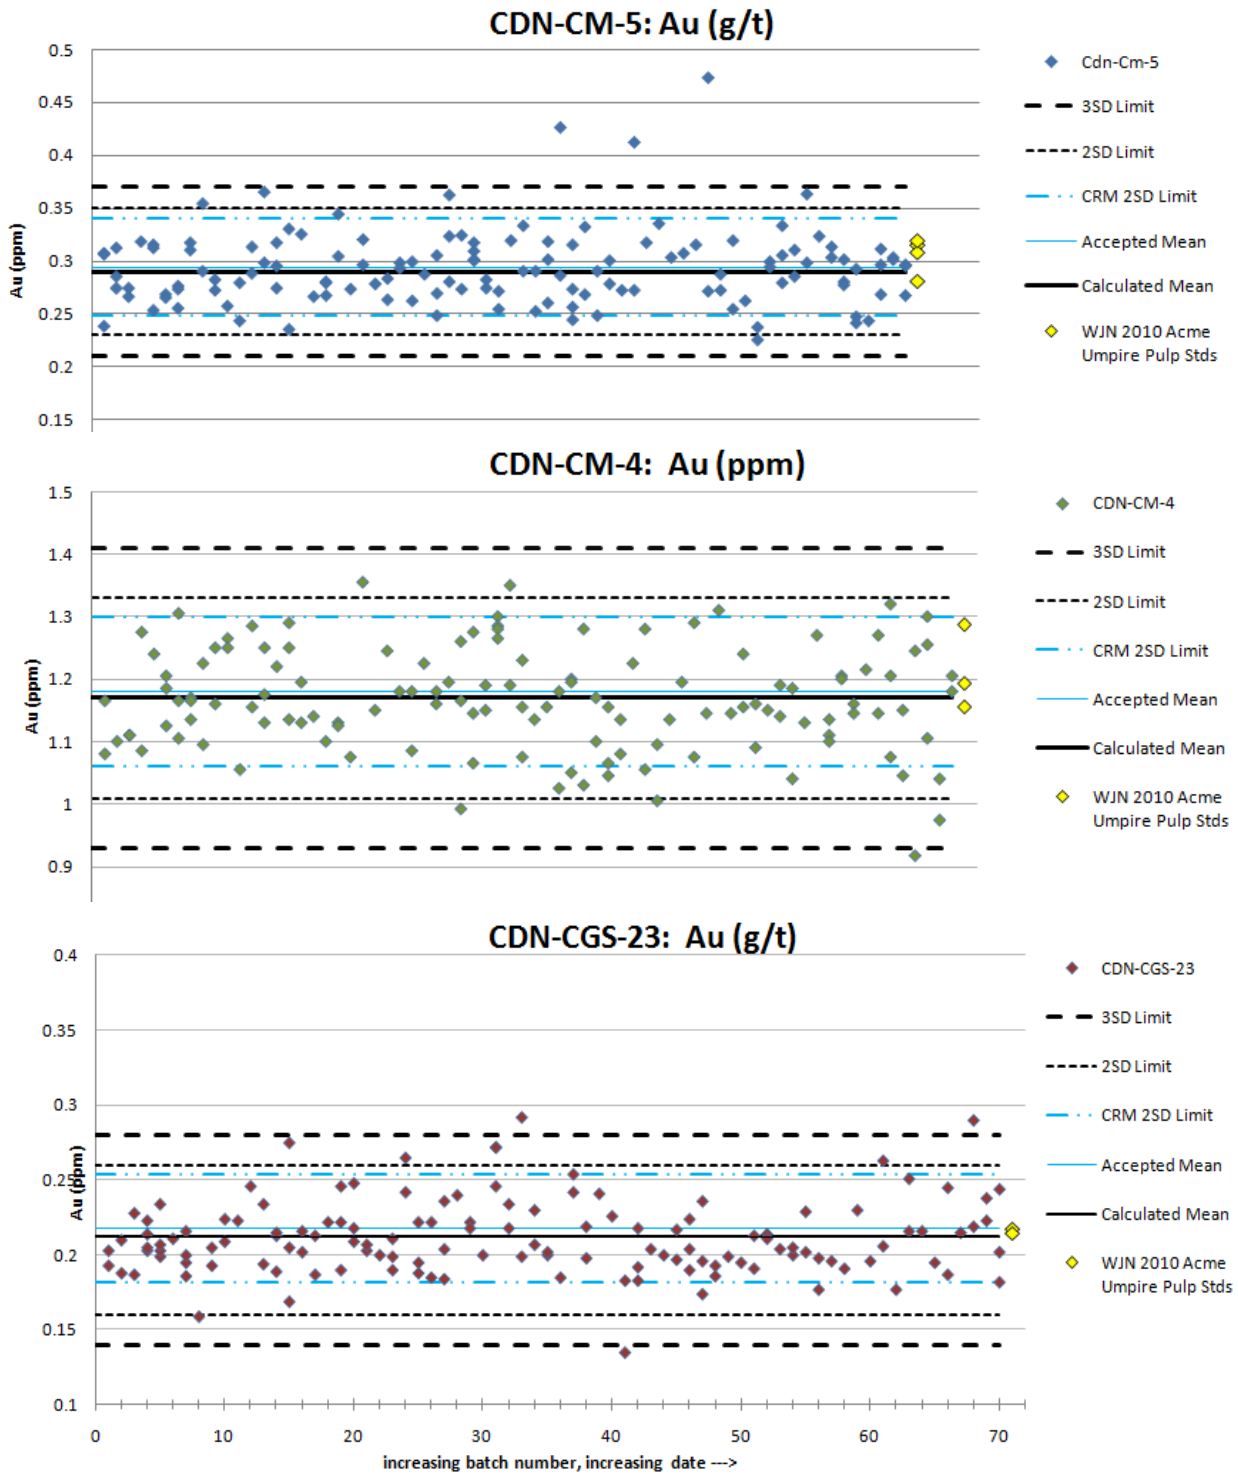 CDN-CM-5: Au (g/t)
0.5
0.45
0.4
0.35
0.3
0.25
0.2
0.15
Au (ppm)
Cdn-Cm-5
3SD Limit
2SD Limit
CRM 2SD Limit
Accepted Mean
Calculated Mean
WJN 2010 Acme
Umpire Pulp Stds
CDN-CM-4: Au (ppm)
1.5
1.4
1.3
1.2
1.1
1
0.9
Au (ppm)
CDN-CM-4
3SD Limit
2SD Limit
CRM 2SD Limit
Accepted Mean
Calculated Mean
WJN 2010 Acme
Umpire Pulp Stds
CDN-CGS-23: Au (g/t)
0.4
0.35
0.3
0.25
0.2
0.15
0.1
Au (ppm)
CDN-CGS-23
3SD Limit
2SD Limit
CRM 2SD Limit
Accepted Mean
Calculated Mean
WJN 2010 Acme
Umpire Pulp Stds
0 10 20 30 40 50 60 70
increasing batch number, increasing date --->